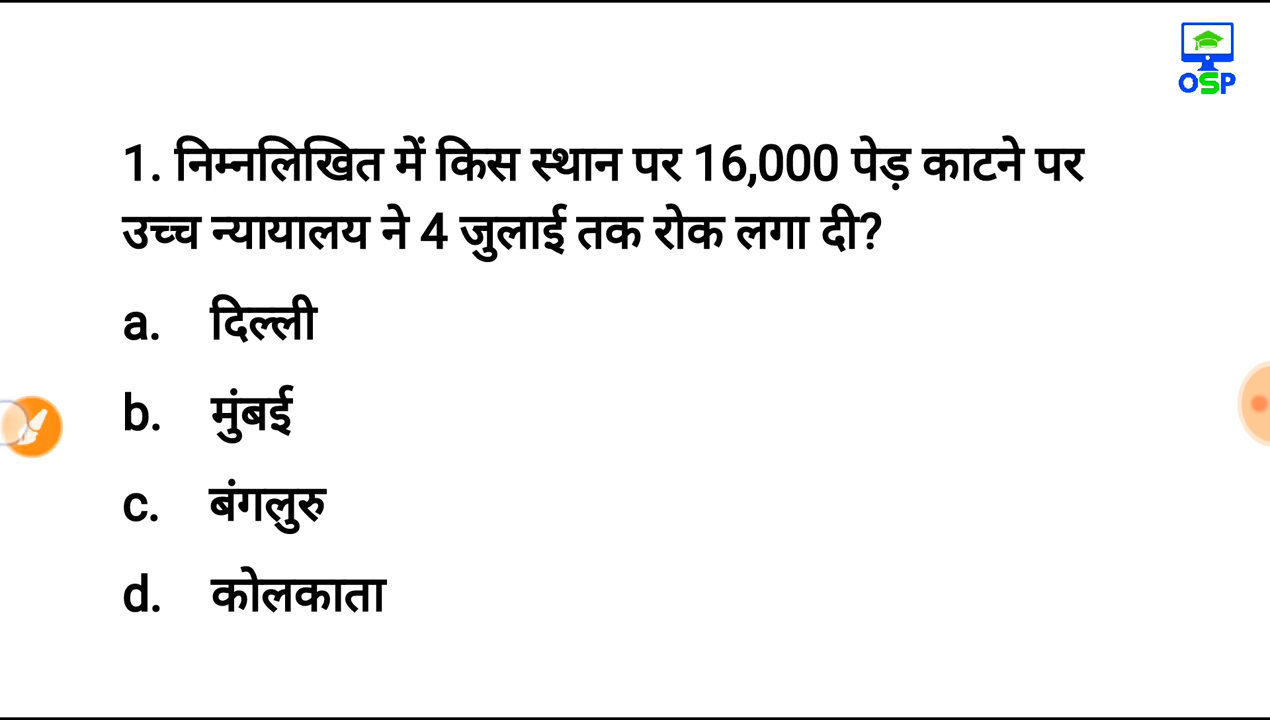 OSP
1. निम्नलिखित में किस स्थान पर 16,000 पेड़ काटने पर
उच्च न्यायालय ने 4 जुलाई तक रोक लगा दी?
a. दिल्ली
b. मुंबई
c. बंगलुरु
d. कोलकाता